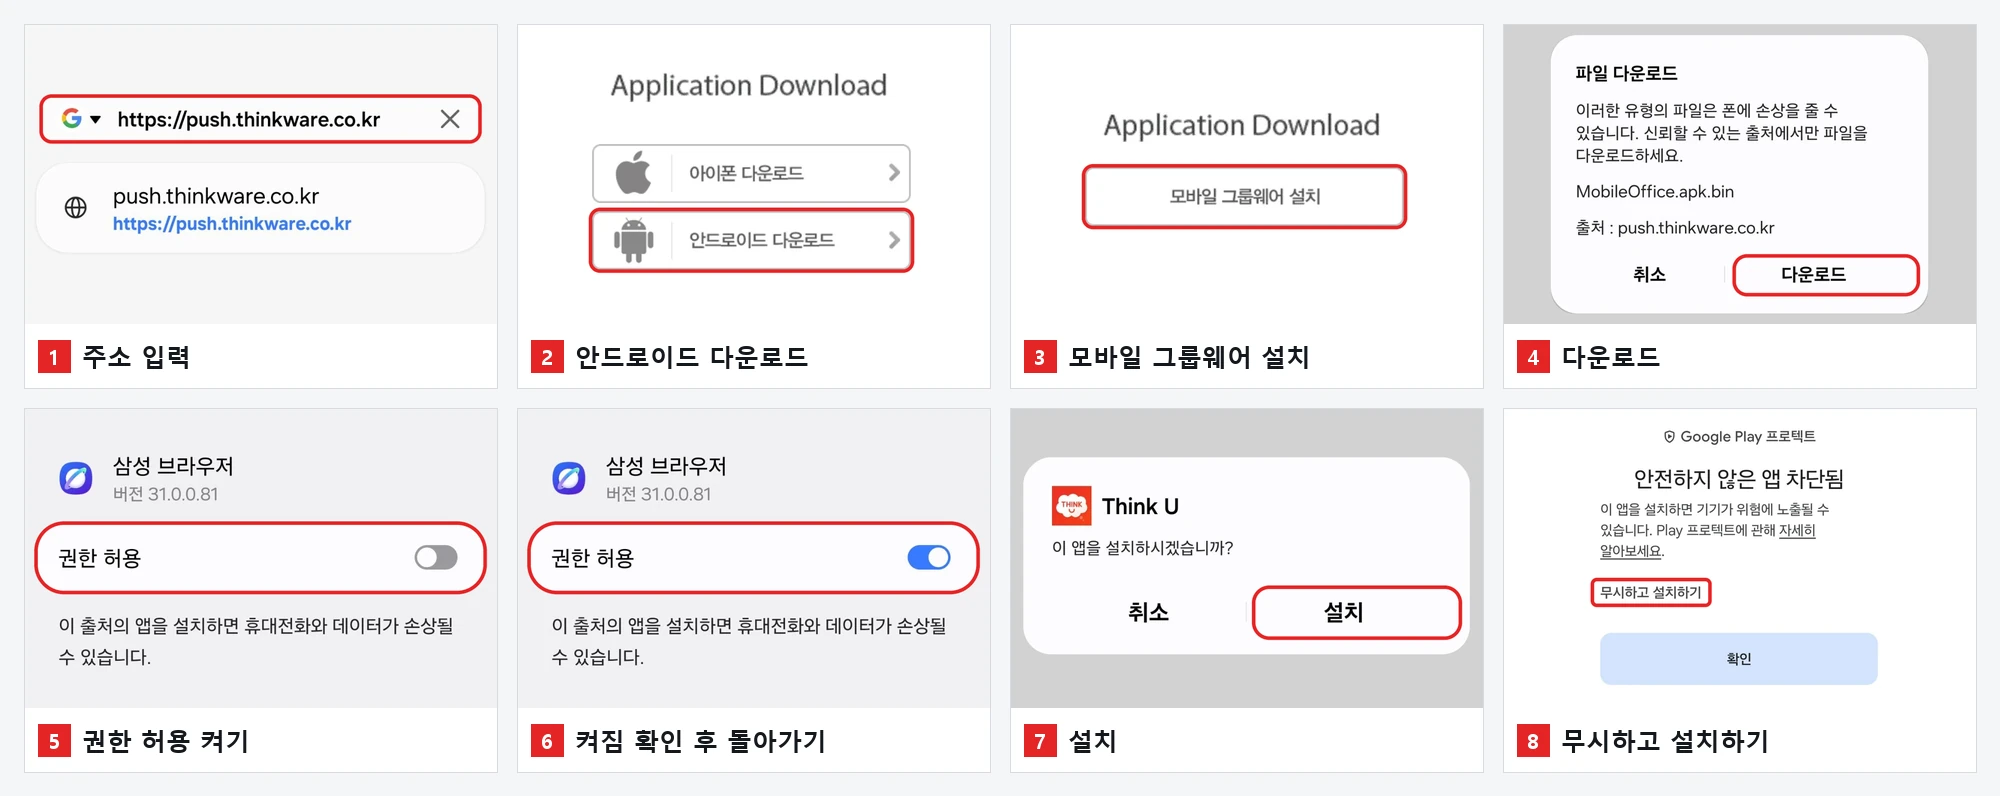 https://push.thinkware.co.kr
push.thinkware.co.kr
https://push.thinkware.co.kr
1 주소 입력
Application Download
아이폰 다운로드
안드로이드 다운로드
2 안드로이드 다운로드
Application Download
모바일 그룹웨어 설치
3 모바일 그룹웨어 설치
파일 다운로드
이러한 유형의 파일은 폰에 손상을 줄 수
있습니다. 신뢰할 수 있는 출처에서만 파일을
다운로드하세요.
MobileOffice.apk.bin
출처 : push.thinkware.co.kr
취소 다운로드
4 다운로드
삼성 브라우저
버전 31.0.0.81
권한 허용
이 출처의 앱을 설치하면 휴대전화와 데이터가 손상될
수 있습니다.
5 권한 허용 켜기
삼성 브라우저
버전 31.0.0.81
권한 허용
이 출처의 앱을 설치하면 휴대전화와 데이터가 손상될
수 있습니다.
6 켜짐 확인 후 돌아가기
THINK
U
Think U
이 앱을 설치하시겠습니까?
취소 설치
7 설치
Google Play 프로텍트
안전하지 않은 앱 차단됨
이 앱을 설치하면 기기가 위험에 노출될 수
있습니다. Play 프로텍트에 관해 자세히
알아보세요.
무시하고 설치하기
확인
8 무시하고 설치하기